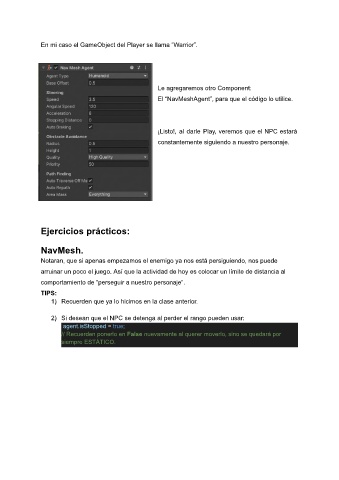 En mi caso el GameObject del Player se llama "Warrior".
Nav Mesh Agent
Agent Type Humanoid
Base Offset 0.5
Steering
Speed 3.5
Angular Speed 120
Acceleration 8
Stopping Distance 0
Auto Braking
Obstacle Avoidance
Radius 0.5
Height 1
Quality High Quality
Priority 50
Path Finding
Auto Traverse Off Me
Auto Repath
Area Mask Everything
Le agregaremos otro Component:
El "NavMeshAgent", para que el código lo utilice.
¡Listo!, al darle Play, veremos que el NPC estará
constantemente siguiendo a nuestro personaje.
Ejercicios prácticos:
NavMesh.
Notaran, que si apenas empezamos el enemigo ya nos está persiguiendo, nos puede
arruinar un poco el juego. Así que la actividad de hoy es colocar un límite de distancia al
comportamiento de "perseguir a nuestro personaje".
TIPS:
1) Recuerden que ya lo hicimos en la clase anterior.
2) Si desean que el NPC se detenga al perder el rango pueden usar:
agent.isStopped = true;
// Recuerden ponerlo en False nuevamente al querer moverlo, sino se quedará por
siempre ESTÁTICO.